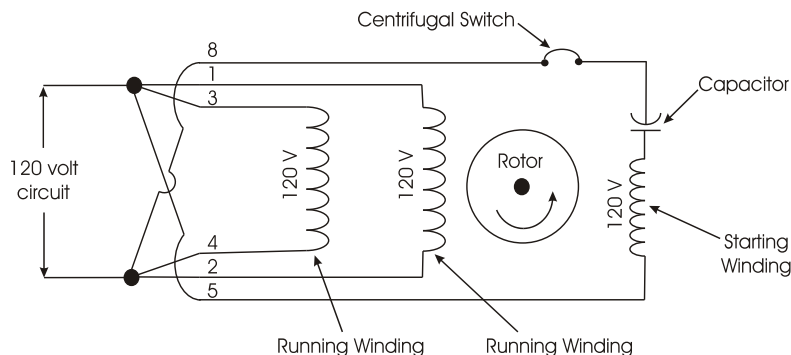 Centrifugal Switch
8
1
Capacitor
3
120 volt
circuit
120 V
120 V
Rotor
120 V
4
2
5
Starting
Winding
Running Winding
Running Winding